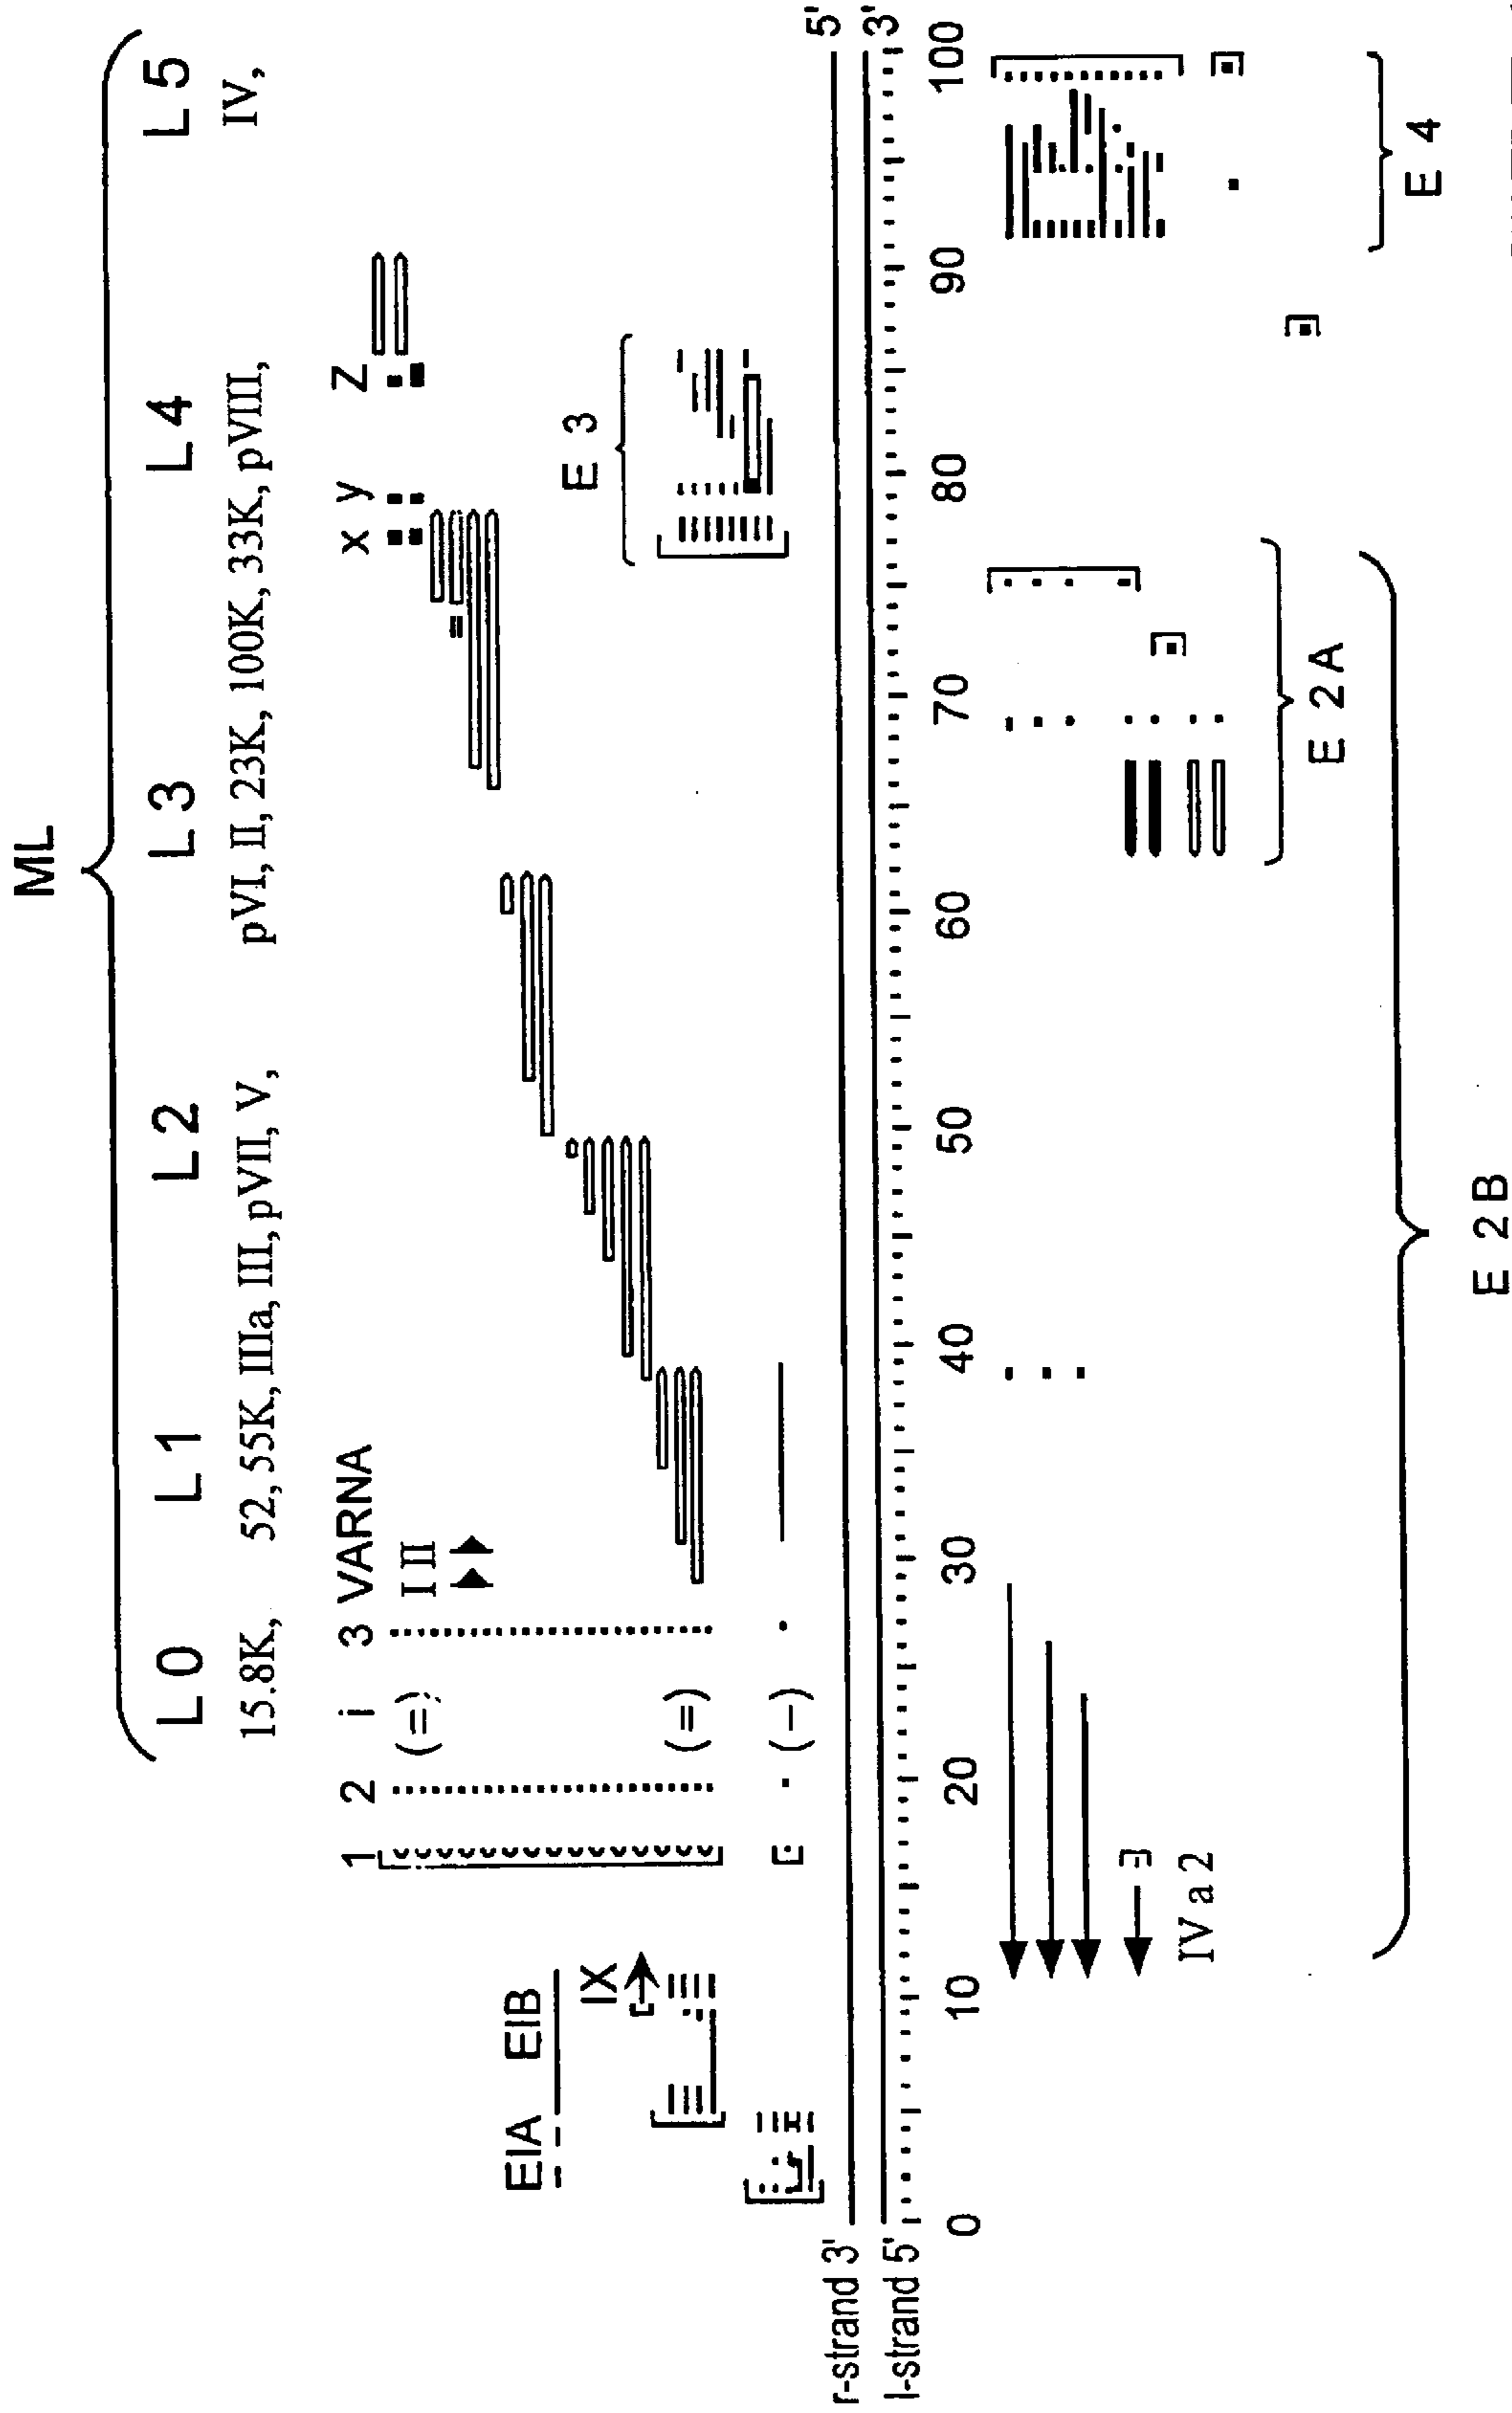 ML
L0 L1 L2 L3 L4 L5
15.8K, 52, 55K, IIIa, III, pVII, V, pVI, II, 23K, 100K, 33K, pVIII, IV,
1 2 i 3 VARNA x y z
(=) I II
EIA EIB
IX
(=)
(–)
E 3
r-strand 3' 5'
l-strand 5' 3'
0 10 20 30 40 50 60 70 80 90 100
IVa2
E 2A
E 4
E 2B